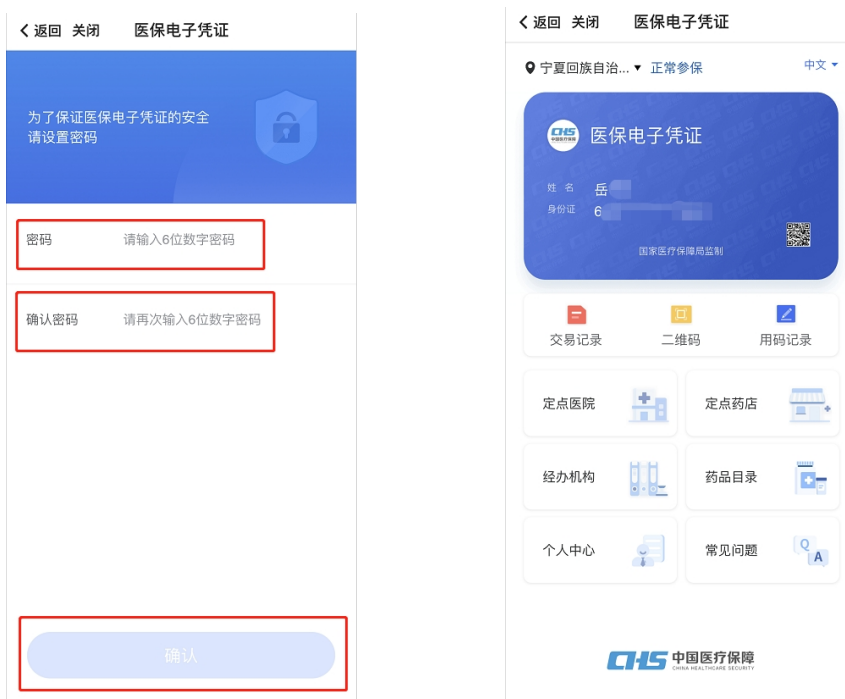 返回 关闭 医保电子凭证
为了保证医保电子凭证的安全
请设置密码
密码 请输入6位数字密码
确认密码 请再次输入6位数字密码
确认
返回 关闭 医保电子凭证
宁夏回族自治... 正常参保 中文
CHS 中国医疗保障 医保电子凭证
姓 名 岳
身份证 6
国家医疗保障局监制
交易记录 二维码 用码记录
定点医院 定点药店
经办机构 药品目录
个人中心 常见问题
Q
A
CHS 中国医疗保障
CHINA HEALTHCARE SECURITY